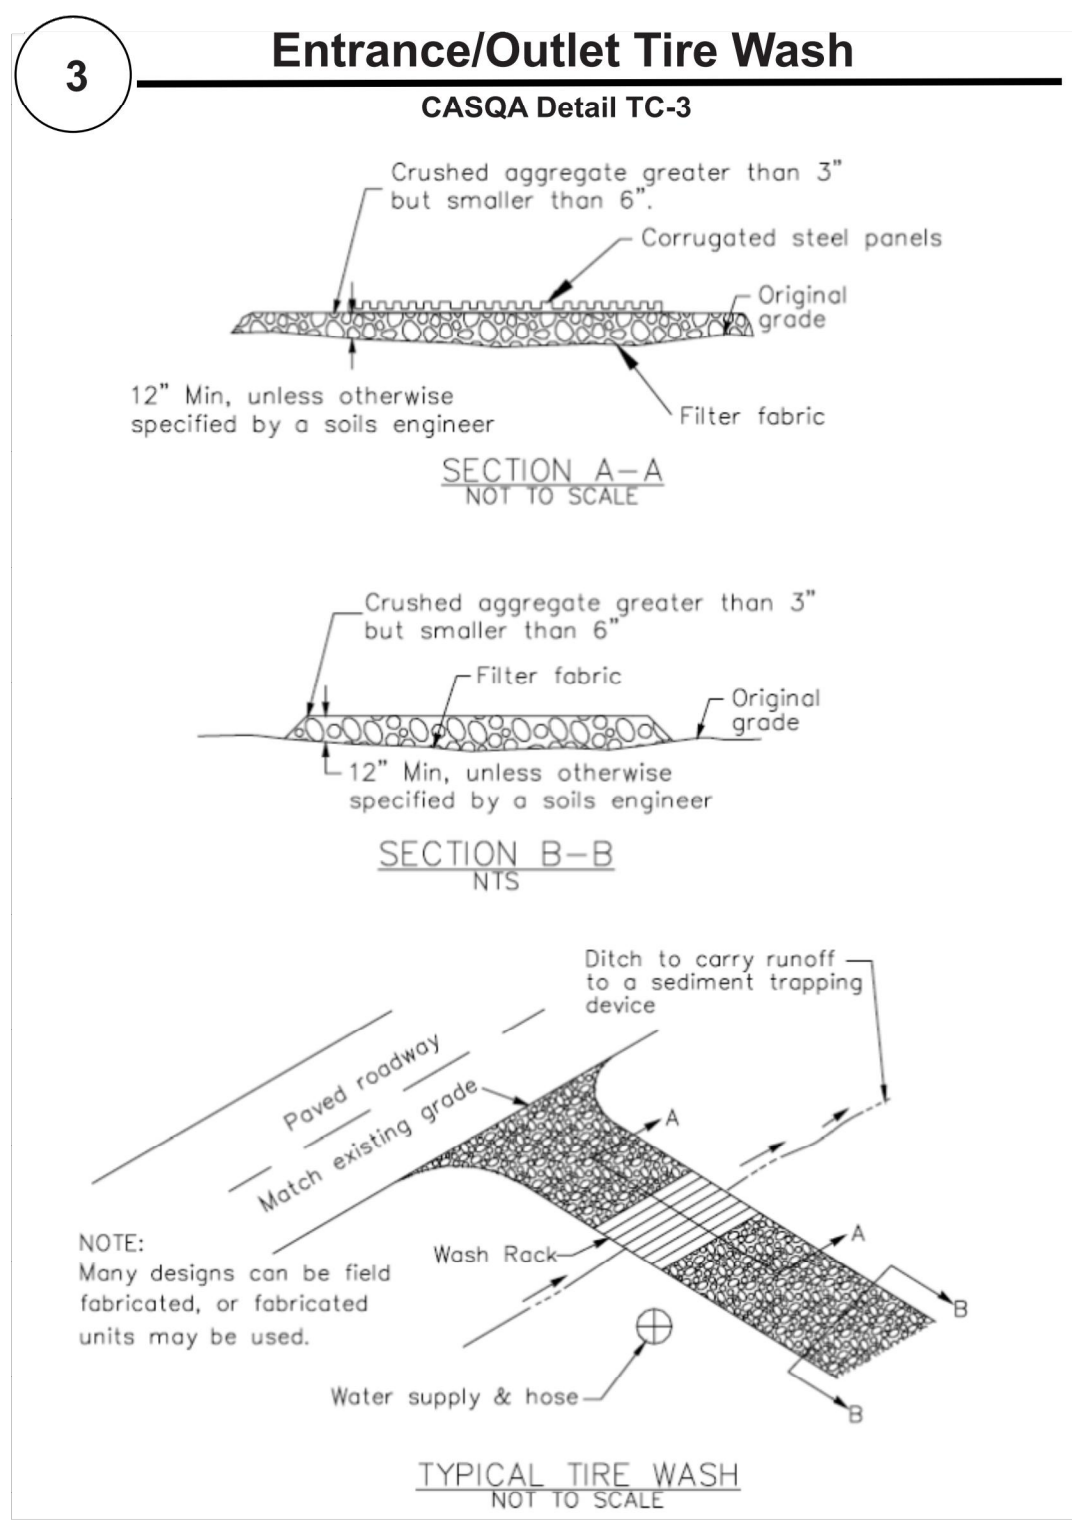 3
Entrance/Outlet Tire Wash
CASQA Detail TC-3
Crushed aggregate greater than 3"
but smaller than 6".
Corrugated steel panels
Original
grade
12" Min, unless otherwise
specified by a soils engineer
Filter fabric
SECTION A-A
NOT TO SCALE
Crushed aggregate greater than 3"
but smaller than 6"
Filter fabric
Original
grade
12" Min, unless otherwise
specified by a soils engineer
SECTION B-B
NTS
Ditch to carry runoff
to a sediment trapping
device
Paved roadway
Match existing grade
A
A
NOTE:
Many designs can be field
fabricated, or fabricated
units may be used.
Wash Rack
B
B
Water supply & hose
TYPICAL TIRE WASH
NOT TO SCALE